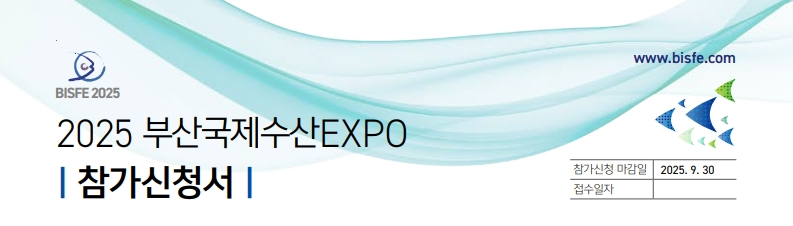 www.bisfe.com
BISFE 2025
2025 부산국제수산EXPO
| 참가신청서 |
참가신청 마감일 2025. 9. 30
접수일자